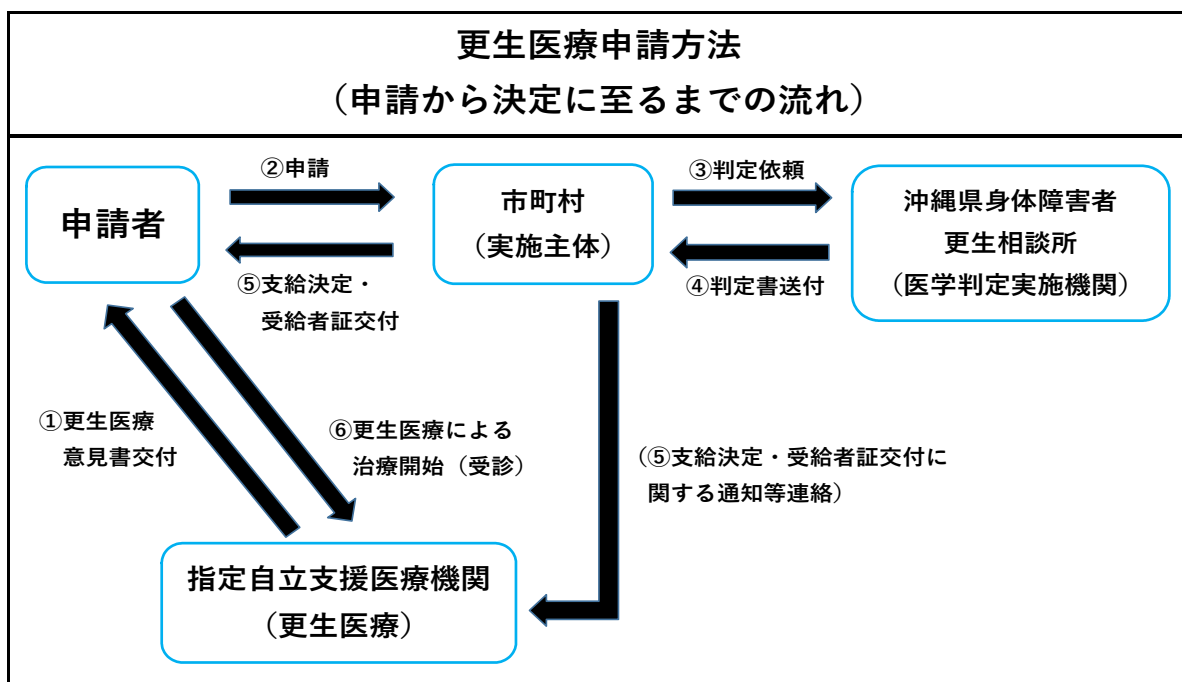 更生医療申請方法
（申請から決定に至るまでの流れ）
②申請
③判定依頼
申請者
市町村
（実施主体）
沖縄県身体障害者
更生相談所
（医学判定実施機関）
⑤支給決定・
受給者証交付
④判定書送付
①更生医療
意見書交付
⑥更生医療による
治療開始（受診）
（⑤支給決定・受給者証交付に
関する通知等連絡）
指定自立支援医療機関
（更生医療）